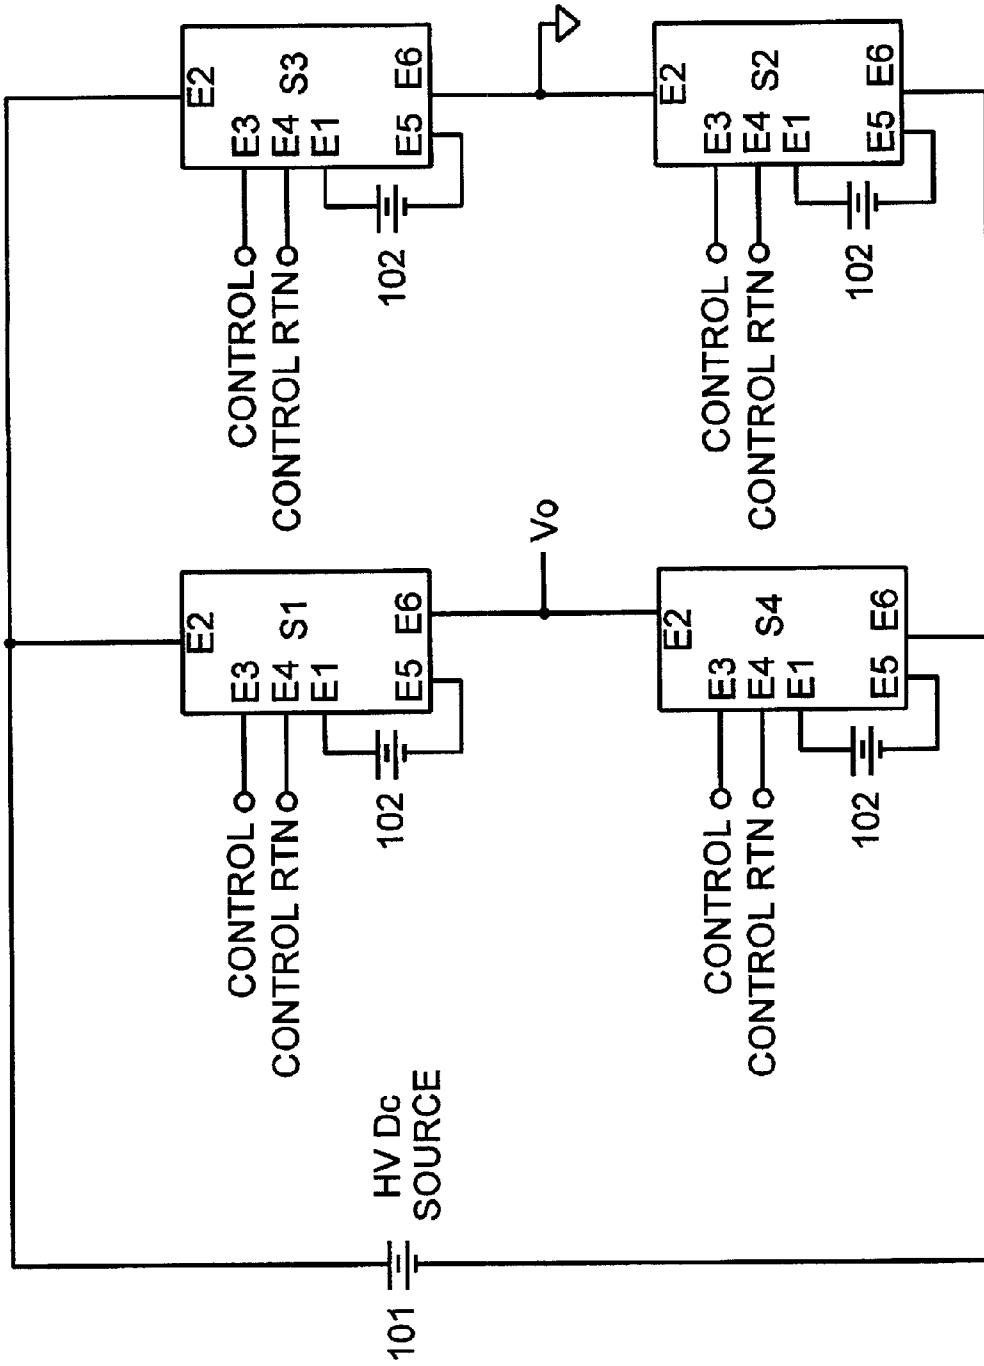 101
HV Dc
SOURCE
CONTROL
CONTROL RTN
102
E2
E3
E4
E1
S1
E5
E6
Vo
CONTROL
CONTROL RTN
102
E2
E3
E4
E1
S4
E5
E6
CONTROL
CONTROL RTN
102
E2
E3
E4
E1
S3
E5
E6
CONTROL
CONTROL RTN
102
E2
E3
E4
E1
S2
E5
E6